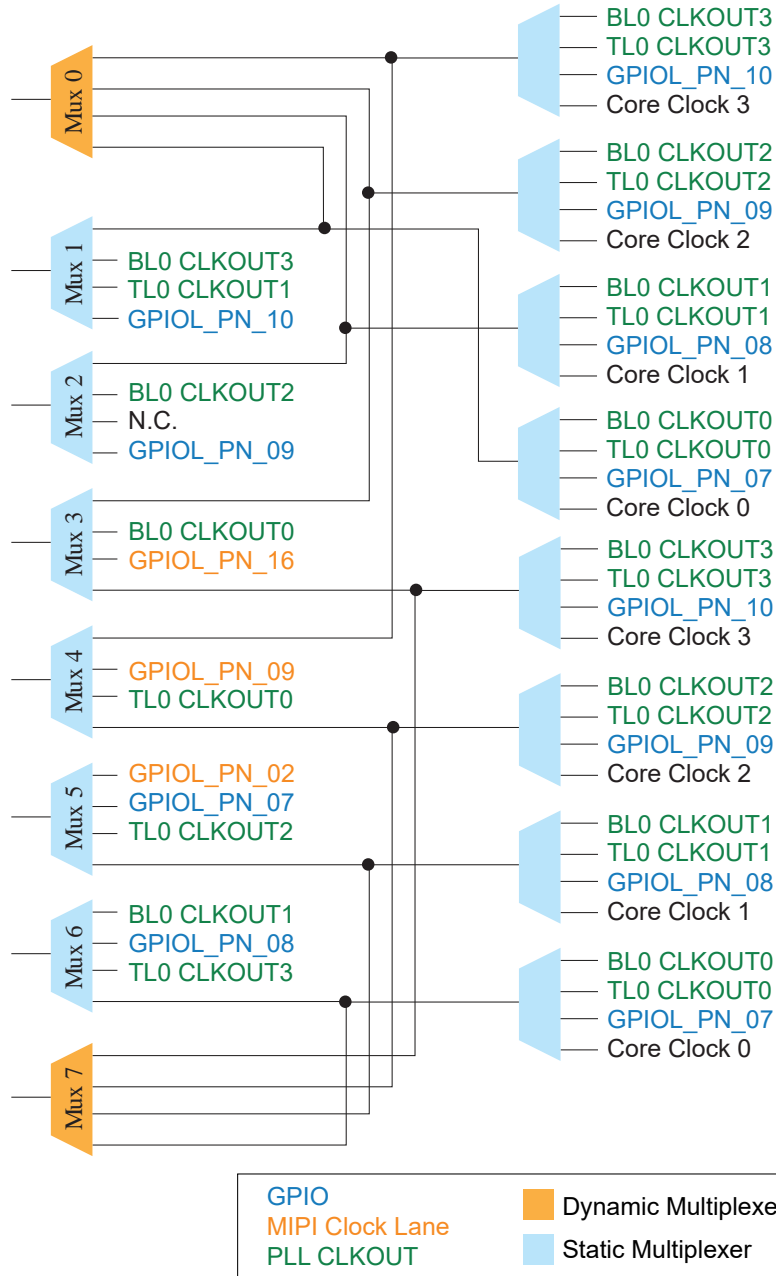 Mux 0
Mux 1
BL0 CLKOUT3
TL0 CLKOUT1
GPIOL_PN_10
Mux 2
BL0 CLKOUT2
N.C.
GPIOL_PN_09
Mux 3
BL0 CLKOUT0
GPIOL_PN_16
Mux 4
GPIOL_PN_09
TL0 CLKOUT0
Mux 5
GPIOL_PN_02
GPIOL_PN_07
TL0 CLKOUT2
Mux 6
BL0 CLKOUT1
GPIOL_PN_08
TL0 CLKOUT3
Mux 7
BL0 CLKOUT3
TL0 CLKOUT3
GPIOL_PN_10
Core Clock 3
BL0 CLKOUT2
TL0 CLKOUT2
GPIOL_PN_09
Core Clock 2
BL0 CLKOUT1
TL0 CLKOUT1
GPIOL_PN_08
Core Clock 1
BL0 CLKOUT0
TL0 CLKOUT0
GPIOL_PN_07
Core Clock 0
BL0 CLKOUT3
TL0 CLKOUT3
GPIOL_PN_10
Core Clock 3
BL0 CLKOUT2
TL0 CLKOUT2
GPIOL_PN_09
Core Clock 2
BL0 CLKOUT1
TL0 CLKOUT1
GPIOL_PN_08
Core Clock 1
BL0 CLKOUT0
TL0 CLKOUT0
GPIOL_PN_07
Core Clock 0
GPIO
MIPI Clock Lane
PLL CLKOUT
Dynamic Multiplexe
Static Multiplexer